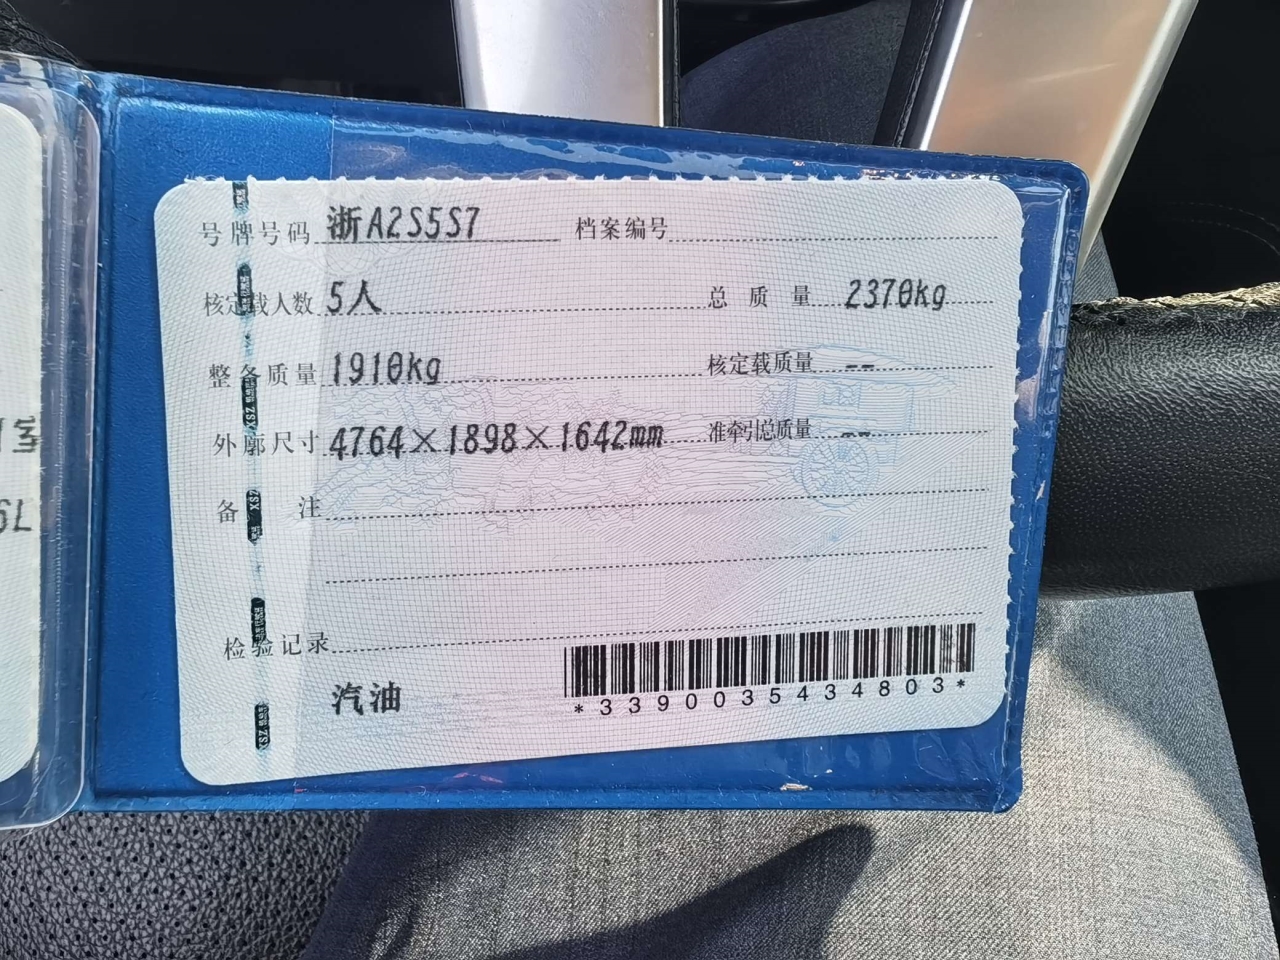 号牌号码 浙A2S5S7 档案编号
核定载人数 5人 总质量 2370kg
整备质量 1910kg 核定载质量 --
外廓尺寸 4764×1898×1642mm 准牵引总质量 --
备注
检验记录
汽油
*3390035434803*